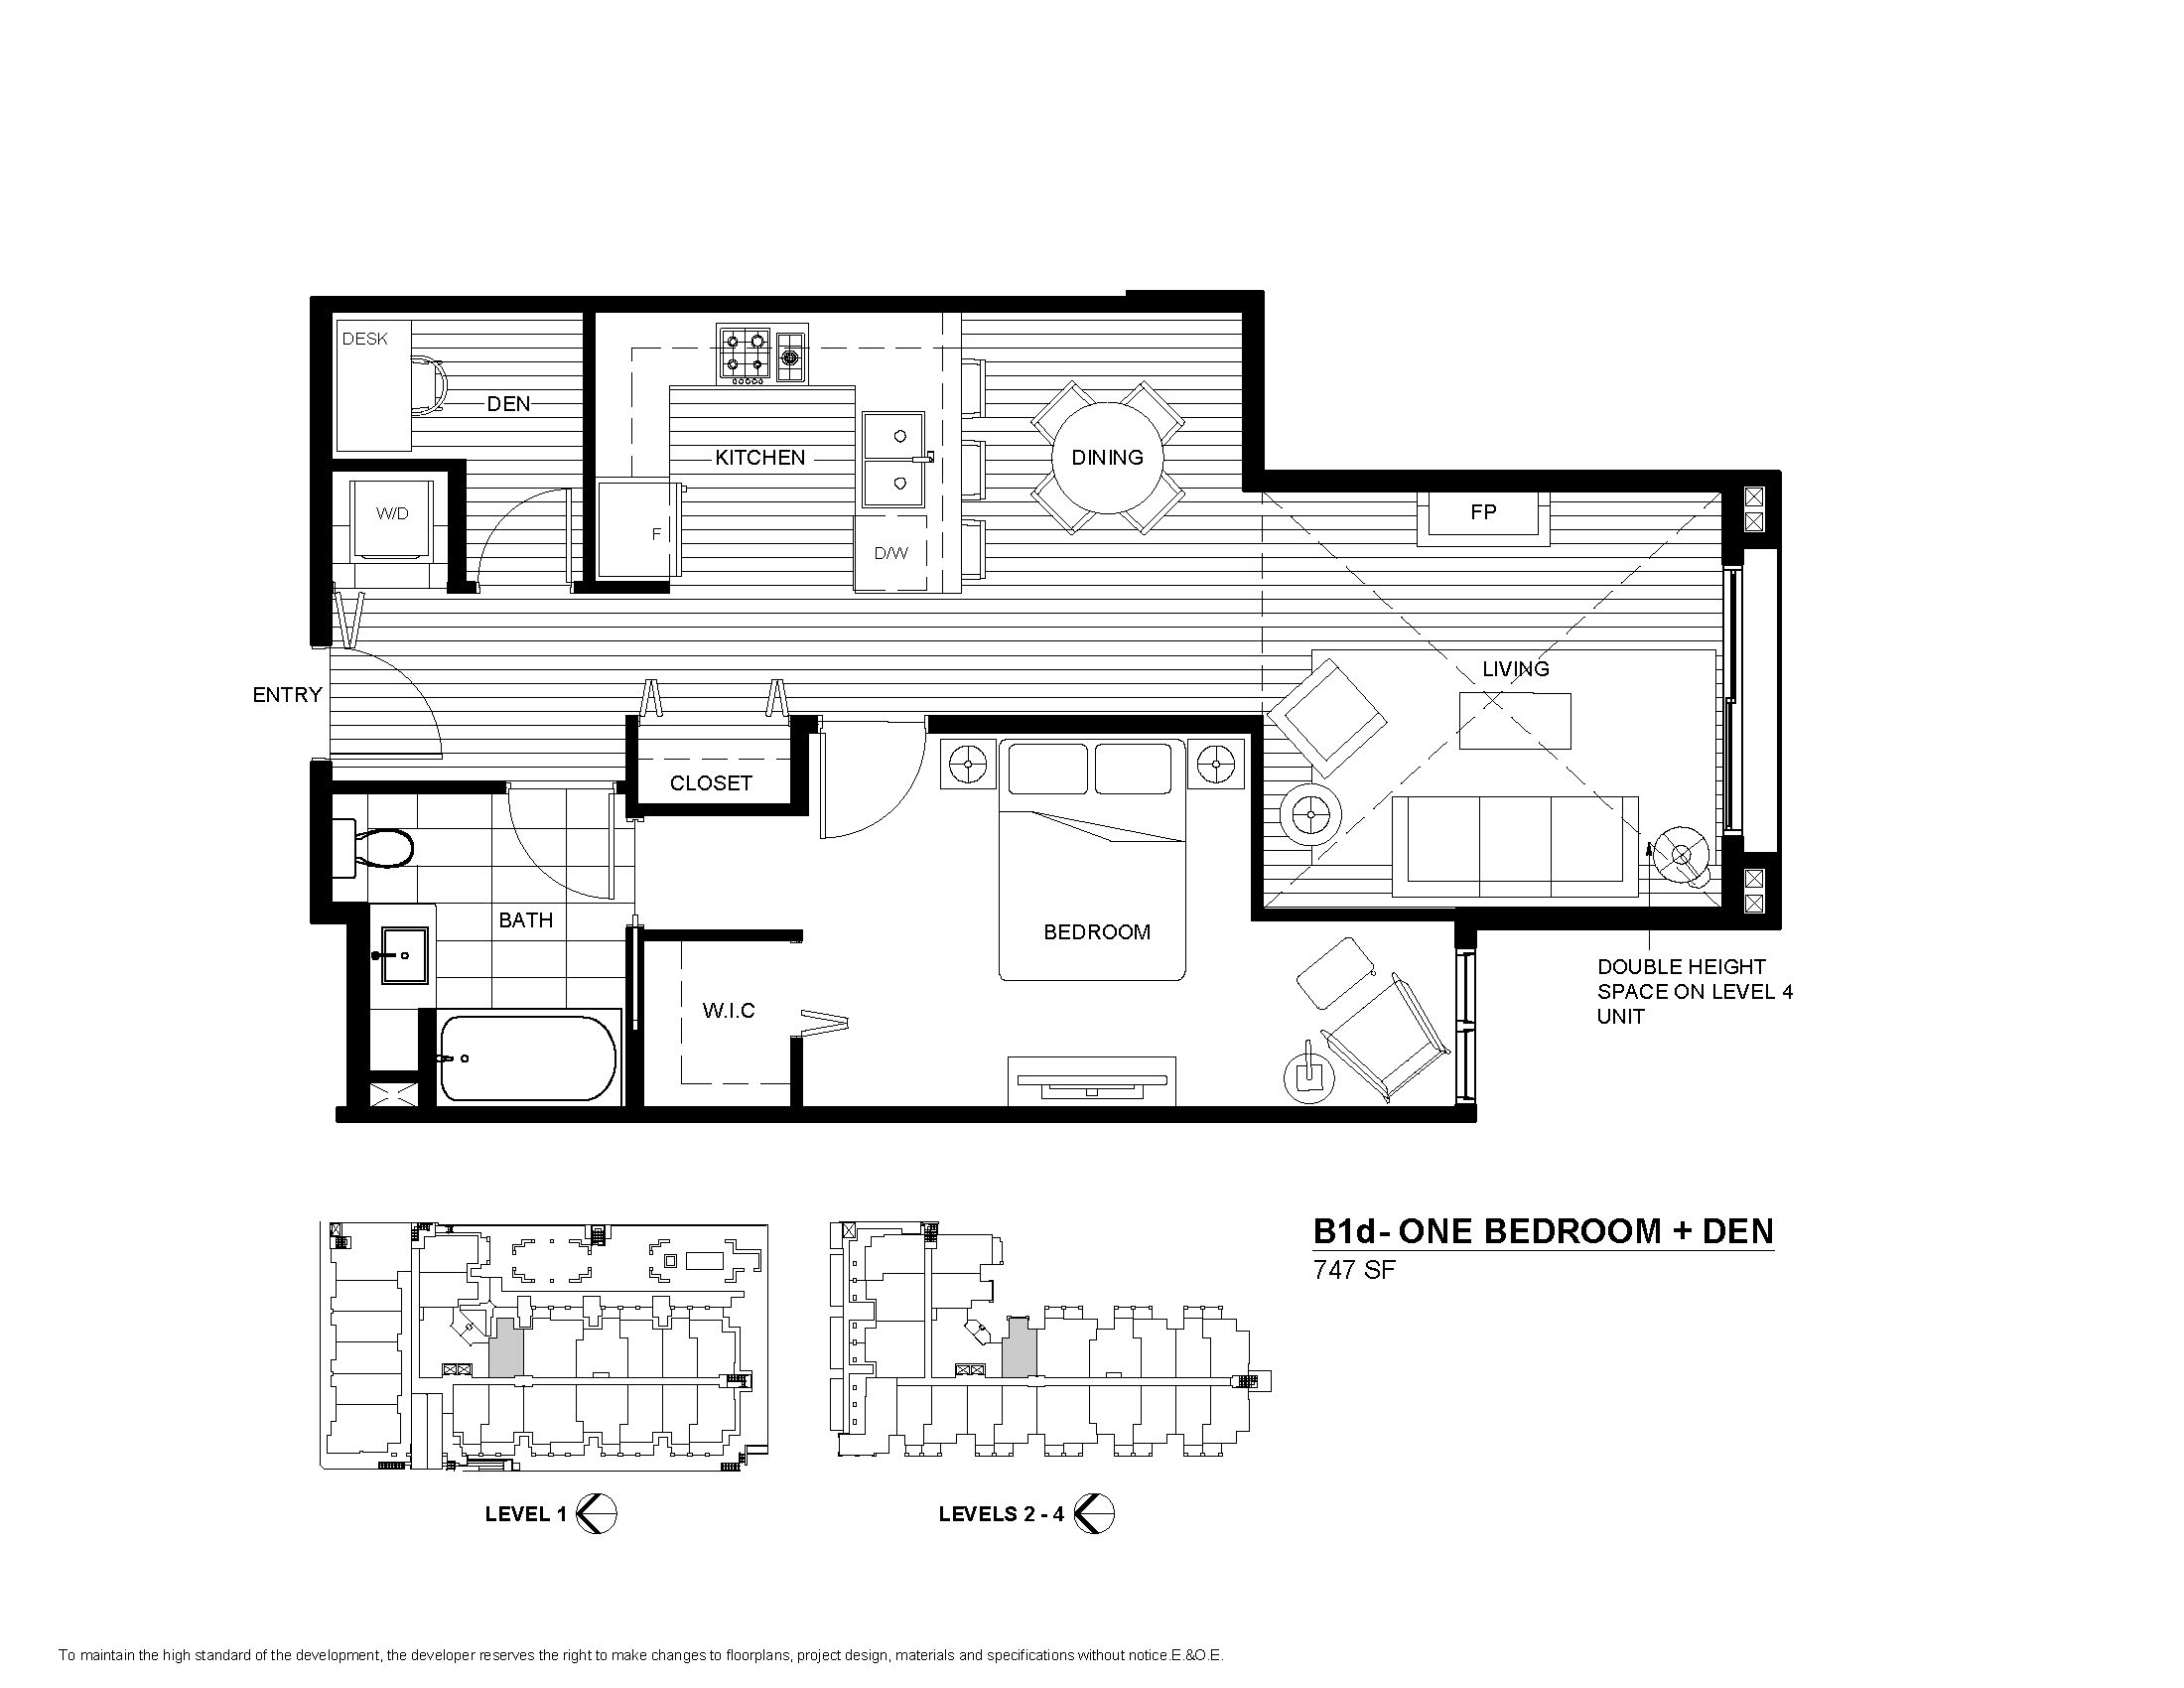 DESK
DEN
W/D
KITCHEN
F
D/W
DINING
FP
ENTRY
LIVING
CLOSET
BATH
BEDROOM
W.I.C
DOUBLE HEIGHT
SPACE ON LEVEL 4
UNIT
B1d- ONE BEDROOM + DEN
747 SF
LEVEL 1
LEVELS 2 - 4
To maintain the high standard of the development, the developer reserves the right to make changes to floorplans, project design, materials and specifications without notice.E.&O.E.